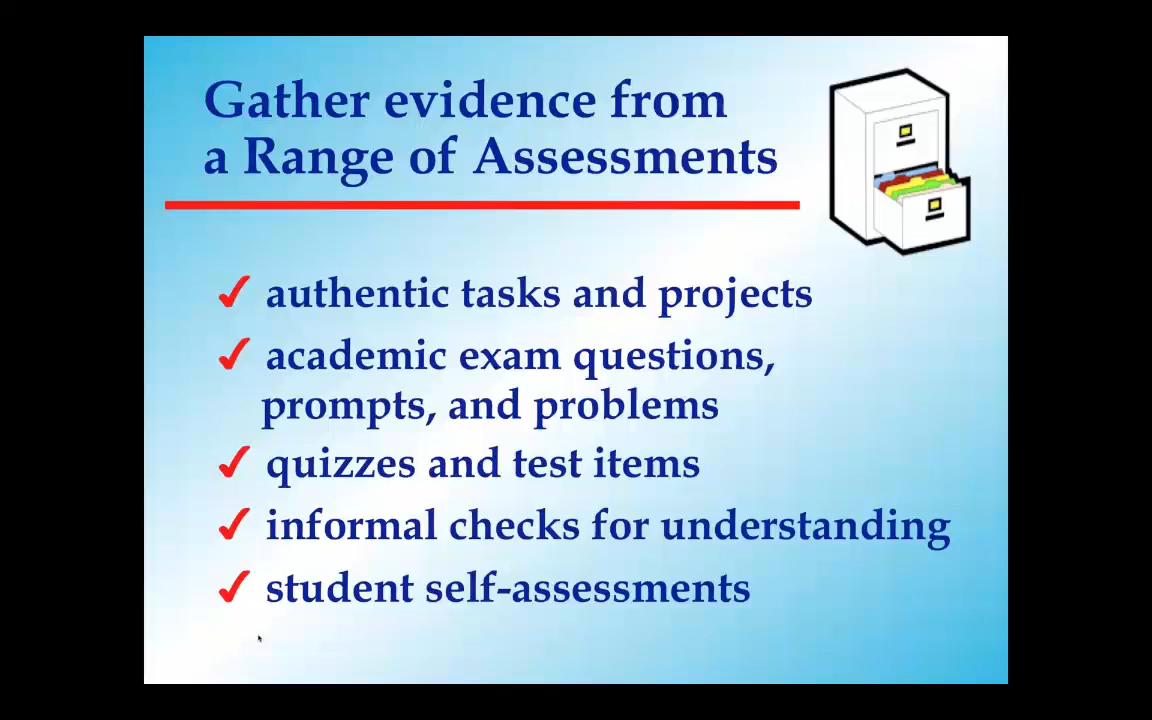 Gather evidence from
a Range of Assessments
✔ authentic tasks and projects
✔ academic exam questions,
prompts, and problems
✔ quizzes and test items
✔ informal checks for understanding
✔ student self-assessments